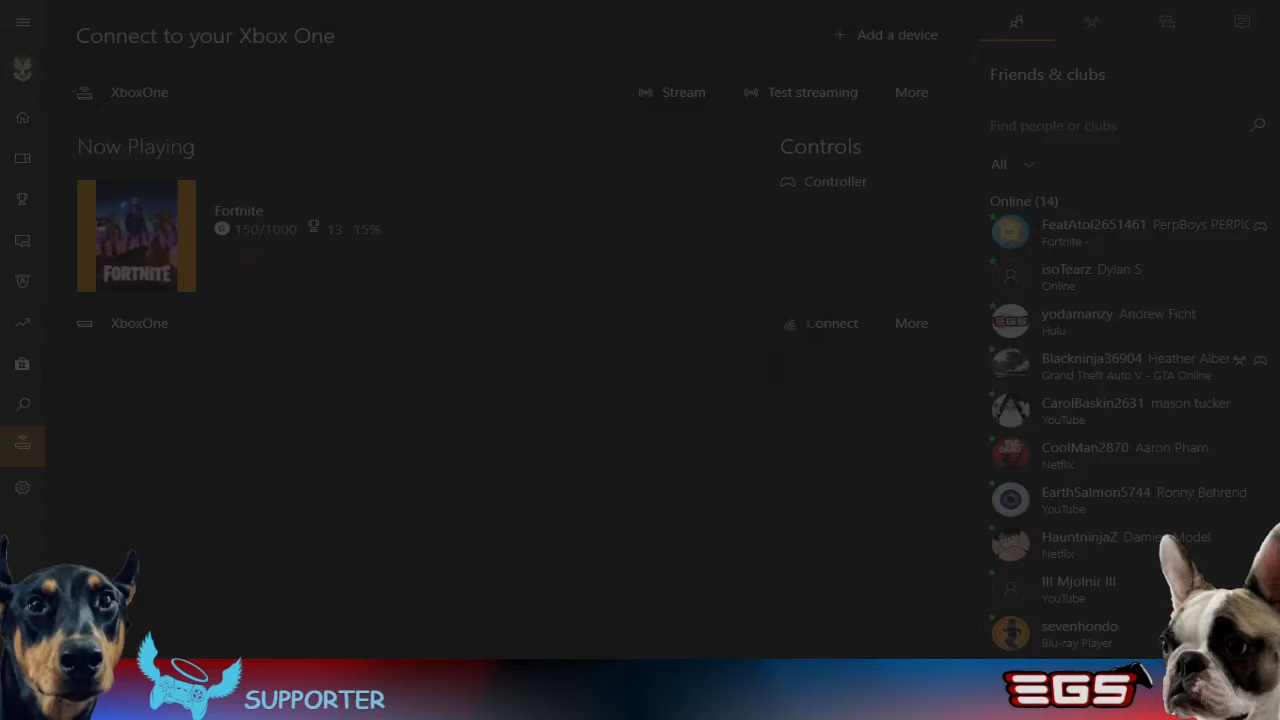 Connect to your Xbox One
+ Add a device
XboxOne
Stream
Test streaming
More
Now Playing
Controls
Controller
FORTNITE
Fortnite
G 150/1000 13 15%
XboxOne
Connect
More
Friends & clubs
Find people or clubs
All
Online (14)
FeatAtol2651461 PerpBoys PERPIC
Fortnite -
isoTearz Dylan S
Online
EGS
yodamanzy Andrew Ficht
Hulu
Blackninja36904 Heather Alber
Grand Theft Auto V - GTA Online
CarolBaskin2631 mason tucker
YouTube
CoolMan2870 Aaron Pham
Netflix
EarthSalmon5744 Ronny Behrend
YouTube
HauntninjaZ Damien Model
Netflix
III Mjolnir III
YouTube
sevenhondo
Blu-ray Player
SUPPORTER
EGS